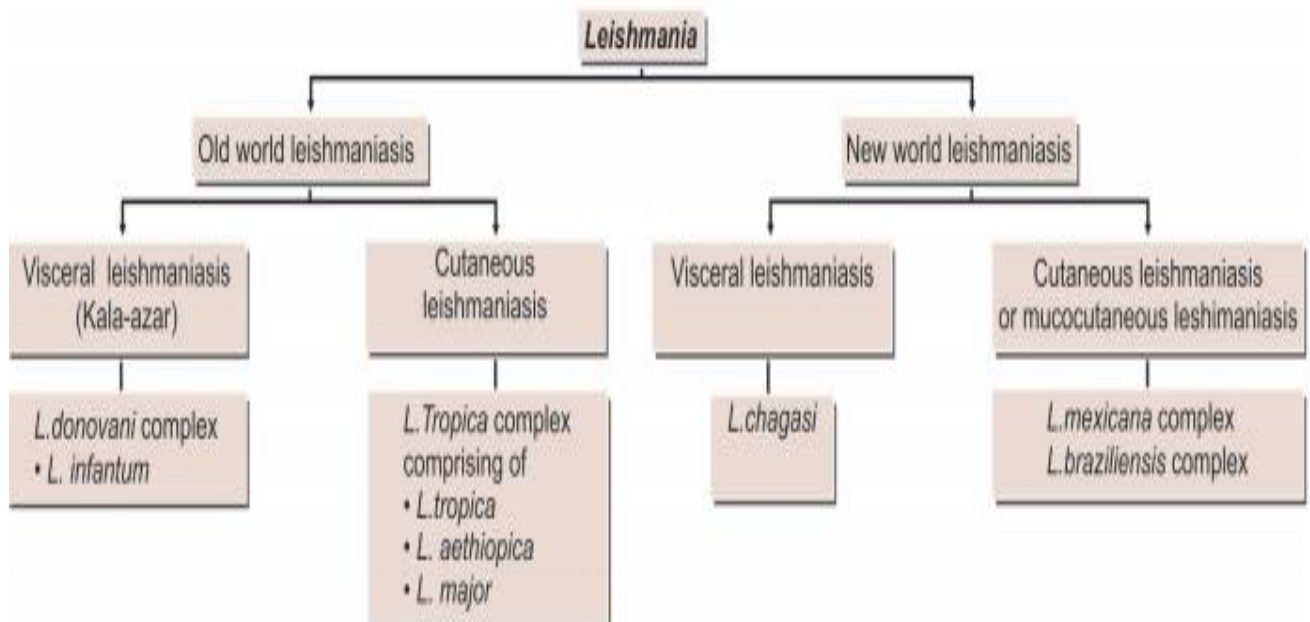 Leishmania
Old world leishmaniasis
New world leishmaniasis
Visceral leishmaniasis
(Kala-azar)
Cutaneous
leishmaniasis
Visceral leishmaniasis
Cutaneous leishmaniasis
or mucocutaneous leshimaniasis
L.donovani complex
• L. infantum
L.Tropica complex
comprising of
• L.tropica
• L. aethiopica
• L. major
L.chagasi
L.mexicana complex
L.braziliensis complex